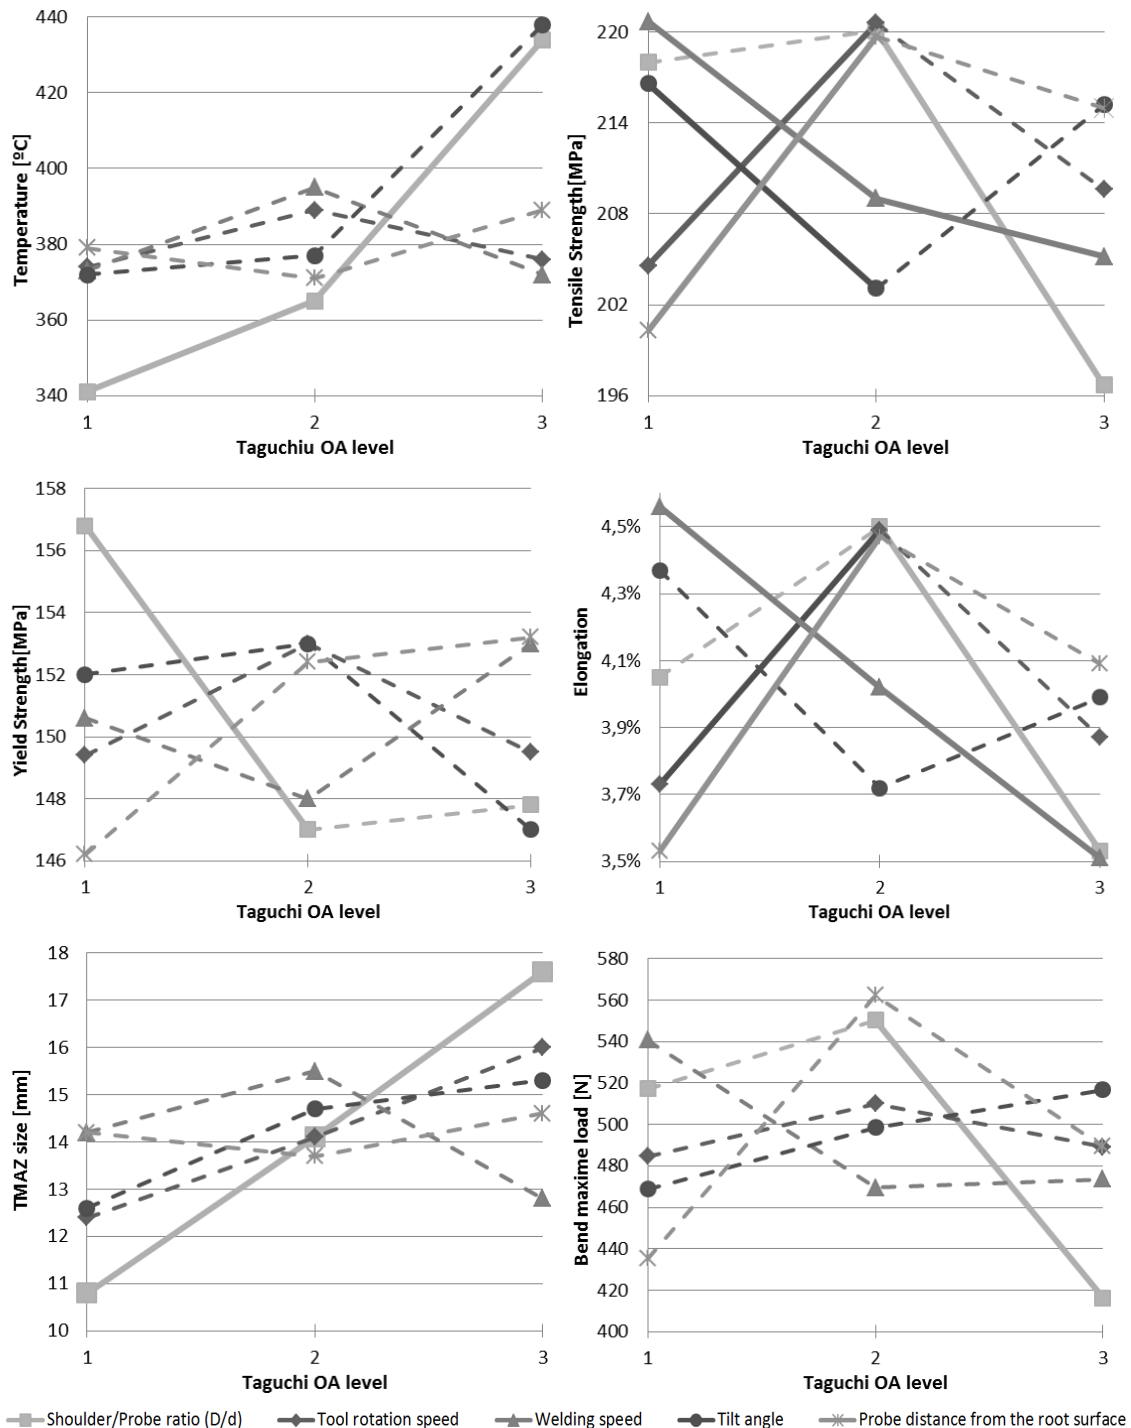 Temperature [ºC]
440
420
400
380
360
340
1 2 3
Taguchiu OA level
Tensile Strength[MPa]
220
214
208
202
196
1 2 3
Taguchi OA level
Yield Strength[MPa]
158
156
154
152
150
148
146
1 2 3
Taguchi OA level
Elongation
4,5%
4,3%
4,1%
3,9%
3,7%
3,5%
1 2 3
Taguchi OA level
TMAZ size [mm]
18
17
16
15
14
13
12
11
10
1 2 3
Taguchi OA level
Bend maxime load [N]
580
560
540
520
500
480
460
440
420
400
1 2 3
Taguchi OA level
Shoulder/Probe ratio (D/d) Tool rotation speed Welding speed Tilt angle Probe distance from the root surface